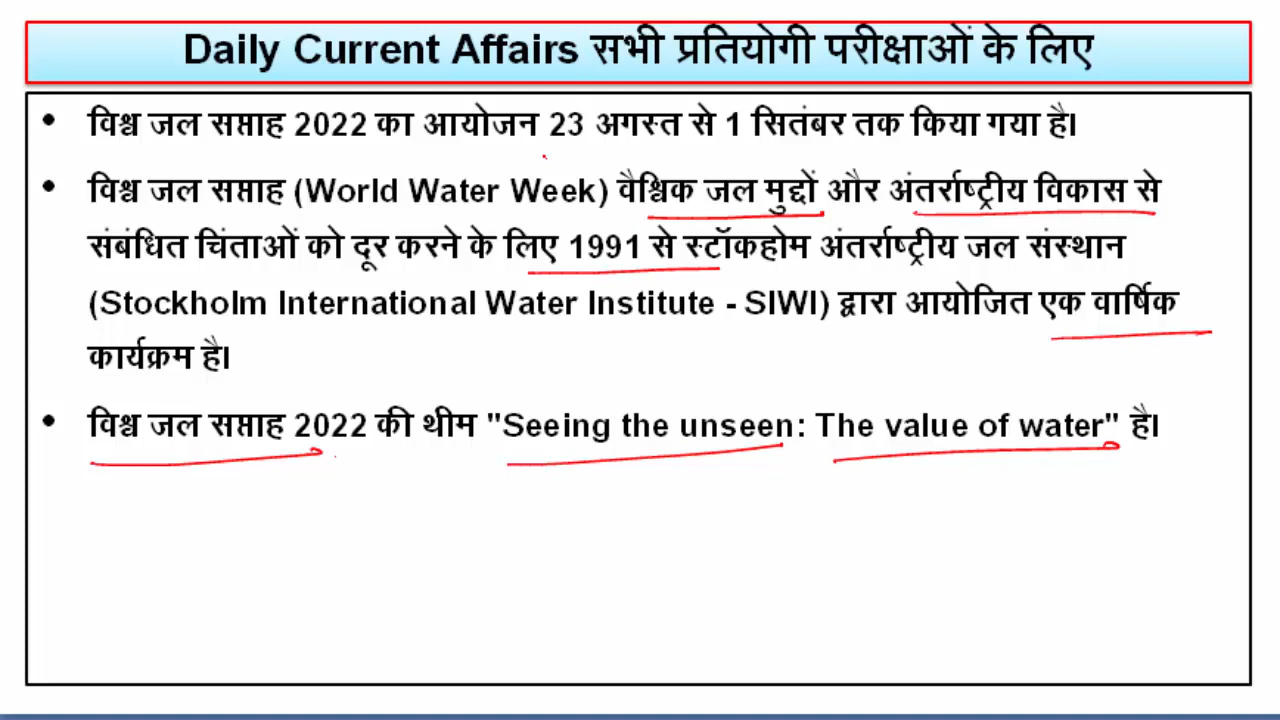 Daily Current Affairs सभी प्रतियोगी परीक्षाओं के लिए
• विश्व जल सप्ताह 2022 का आयोजन 23 अगस्त से 1 सितंबर तक किया गया है।
• विश्व जल सप्ताह (World Water Week) वैश्विक जल मुद्दों और अंतर्राष्ट्रीय विकास से
संबंधित चिंताओं को दूर करने के लिए 1991 से स्टॉकहोम अंतर्राष्ट्रीय जल संस्थान
(Stockholm International Water Institute - SIWI) द्वारा आयोजित एक वार्षिक
कार्यक्रम है।
• विश्व जल सप्ताह 2022 की थीम "Seeing the unseen: The value of water" है।